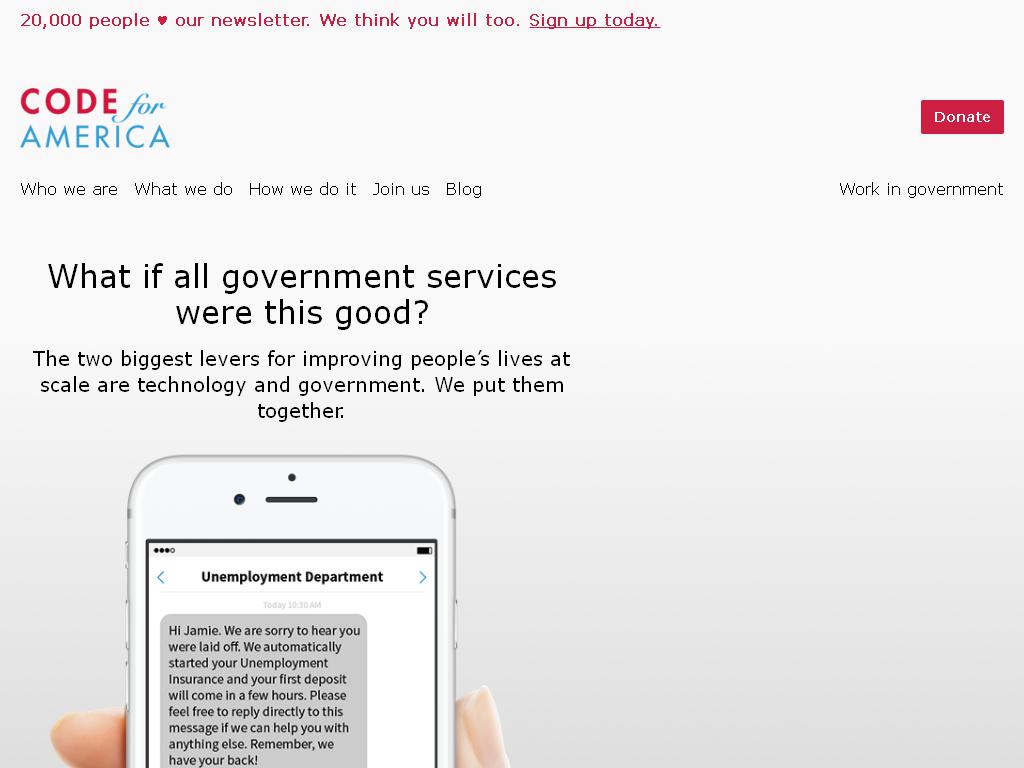 20,000 people ♥ our newsletter. We think you will too. Sign up today.
CODE for
AMERICA
Donate
Who we are What we do How we do it Join us Blog Work in government
What if all government services
were this good?
The two biggest levers for improving people's lives at
scale are technology and government. We put them
together.
Unemployment Department
Today 10:30 AM
Hi Jamie. We are sorry to hear you
were laid off. We automatically
started your Unemployment
Insurance and your first deposit
will come in a few hours. Please
feel free to reply directly to this
message if we can help you with
anything else. Remember, we
have your back!